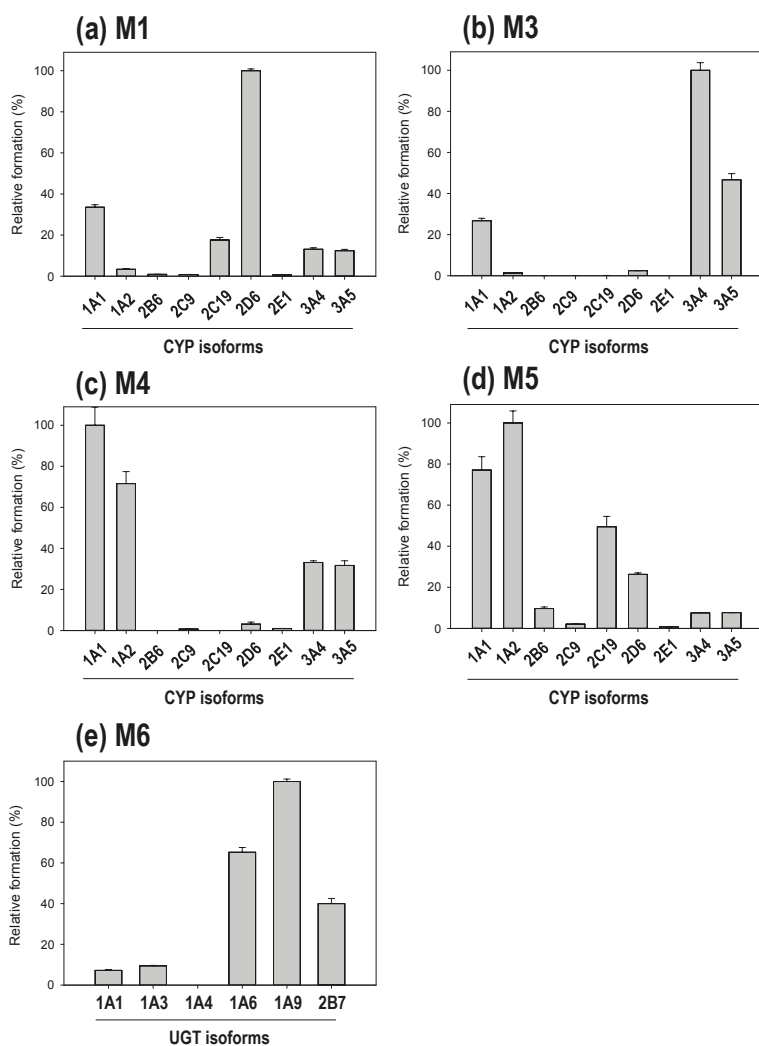 (a) M1
Relative formation (%)
100
80
60
40
20
0
1A1 1A2 2B6 2C9 2C19 2D6 2E1 3A4 3A5
CYP isoforms
(b) M3
Relative formation (%)
100
80
60
40
20
0
1A1 1A2 2B6 2C9 2C19 2D6 2E1 3A4 3A5
CYP isoforms
(c) M4
Relative formation (%)
100
80
60
40
20
0
1A1 1A2 2B6 2C9 2C19 2D6 2E1 3A4 3A5
CYP isoforms
(d) M5
Relative formation (%)
100
80
60
40
20
0
1A1 1A2 2B6 2C9 2C19 2D6 2E1 3A4 3A5
CYP isoforms
(e) M6
Relative formation (%)
100
80
60
40
20
0
1A1 1A3 1A4 1A6 1A9 2B7
UGT isoforms